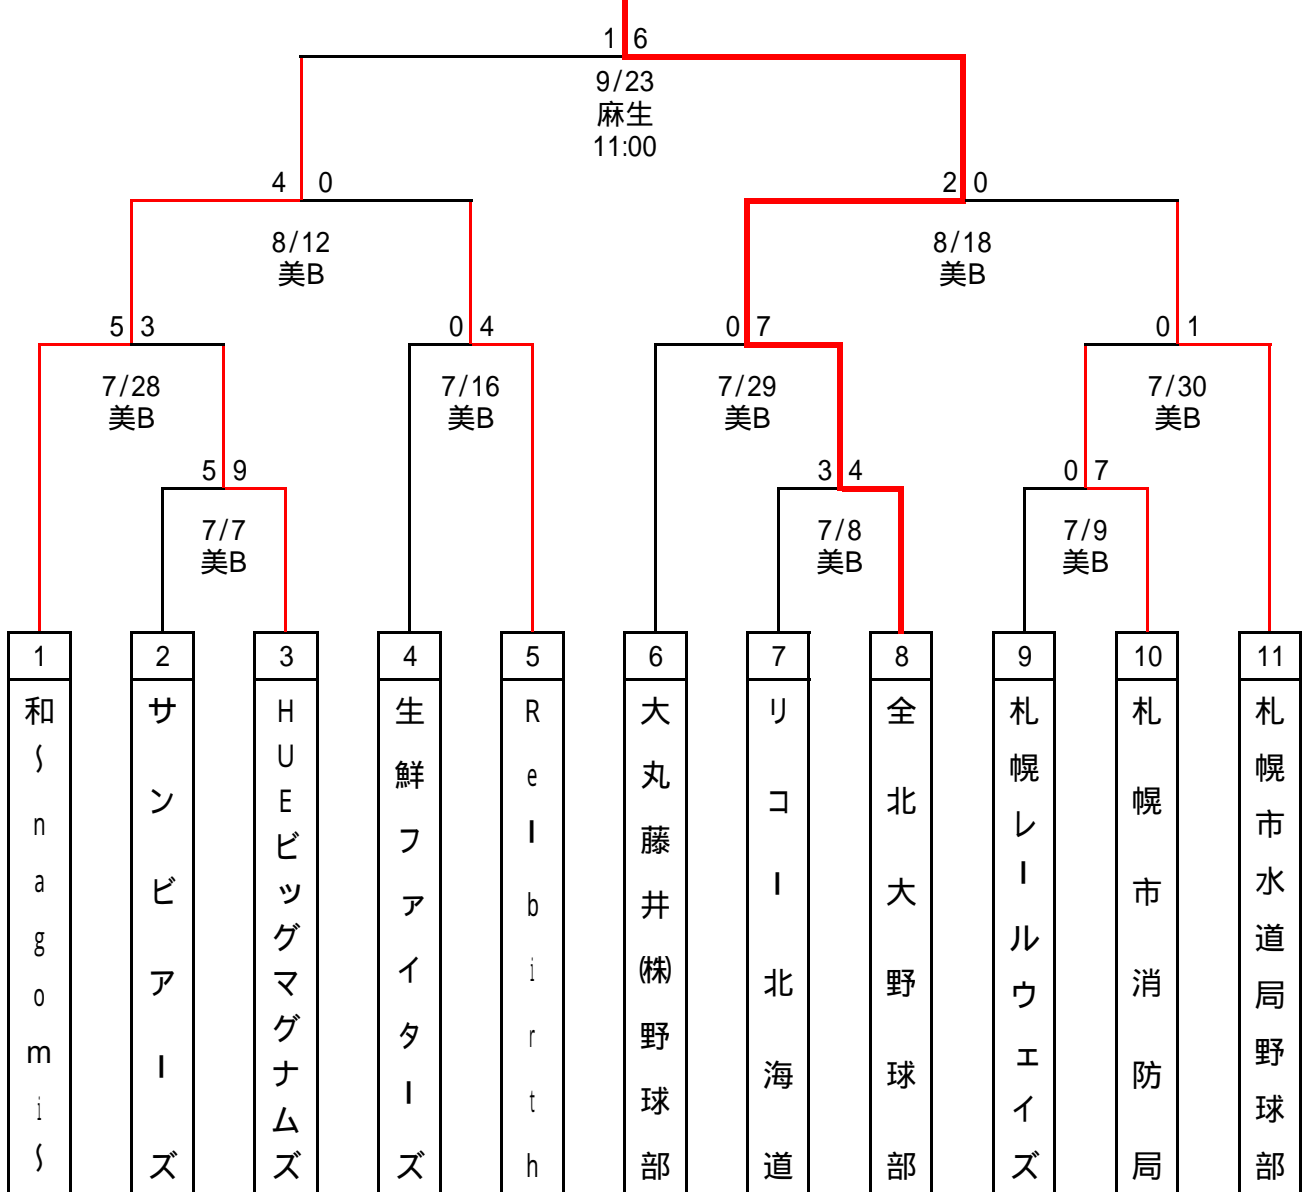 1 6
9/23
麻生
11:00
4 0
2 0
8/12
美B
8/18
美B
5 3
0 4
0 7
0 1
7/28
美B
7/16
美B
7/29
美B
7/30
美B
5 9
3 4
0 7
7/7
美B
7/8
美B
7/9
美B
1
和～nagomi～
2
サンビアーズ
3
HUEビッグマグナムズ
4
生鮮ファイターズ
5
Re－birth
6
大丸藤井㈱野球部
7
リコー北海道
8
全北大野球部
9
札幌レールウェイズ
10
札幌市消防局
11
札幌市水道局野球部